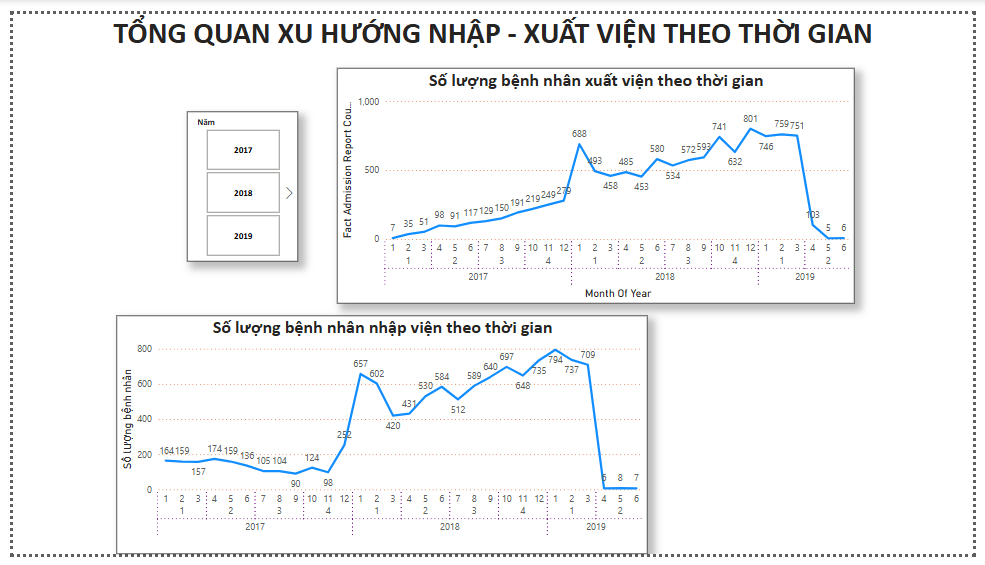 TỔNG QUAN XU HƯỚNG NHẬP - XUẤT VIỆN THEO THỜI GIAN
Năm
2017
2018
2019
Số lượng bệnh nhân xuất viện theo thời gian
Fact Admission Report Cou...
1,000
500
0
7 35 51 98 91 117 129 150 191 219 249 279 688 493 458 485 453 580 534 572 593 741 632 801 746 759 751 103 5 6
1 2 3 4 5 6 7 8 9 10 11 12 1 2 3 4 5 6 7 8 9 10 11 12 1 2 3 4 5 6
1 2 3 4 1 2 3 4 1 2
2017 2018 2019
Month Of Year
Số lượng bệnh nhân nhập viện theo thời gian
Số lượng bệnh nhân
800
600
400
200
0
164 159 157 174 159 136 105 104 90 124 98 252 657 602 420 431 530 584 512 589 640 697 648 735 794 737 709 5 8 7
1 2 3 4 5 6 7 8 9 10 11 12 1 2 3 4 5 6 7 8 9 10 11 12 1 2 3 4 5 6
1 2 3 4 1 2 3 4 1 2
2017 2018 2019